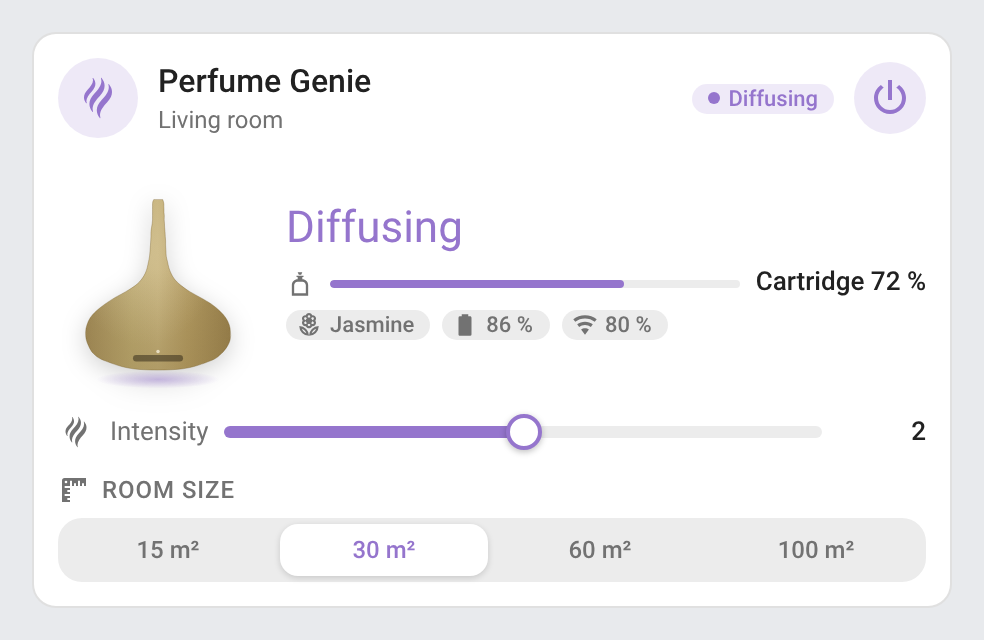 Perfume Genie
Living room
Diffusing
Diffusing
Cartridge 72 %
Jasmine
86 %
80 %
Intensity
2
ROOM SIZE
15 m²
30 m²
60 m²
100 m²